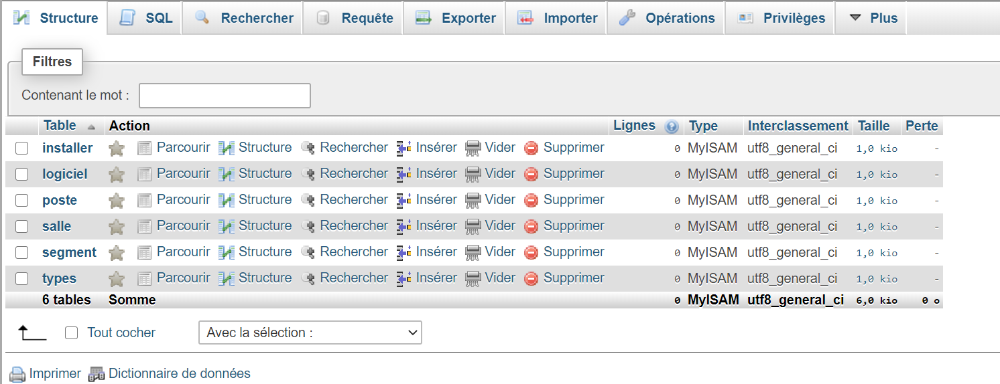 Structure SQL Rechercher Requête Exporter Importer Opérations Privilèges Plus
Filtres
Contenant le mot :
Table Action Lignes Type Interclassement Taille Perte
installer Parcourir Structure Rechercher Insérer Vider Supprimer 0 MyISAM utf8_general_ci 1,0 kio -
logiciel Parcourir Structure Rechercher Insérer Vider Supprimer 0 MyISAM utf8_general_ci 1,0 kio -
poste Parcourir Structure Rechercher Insérer Vider Supprimer 0 MyISAM utf8_general_ci 1,0 kio -
salle Parcourir Structure Rechercher Insérer Vider Supprimer 0 MyISAM utf8_general_ci 1,0 kio -
segment Parcourir Structure Rechercher Insérer Vider Supprimer 0 MyISAM utf8_general_ci 1,0 kio -
types Parcourir Structure Rechercher Insérer Vider Supprimer 0 MyISAM utf8_general_ci 1,0 kio -
6 tables Somme 0 MyISAM utf8_general_ci 6,0 kio 0 o
Tout cocher Avec la sélection :
Imprimer Dictionnaire de données